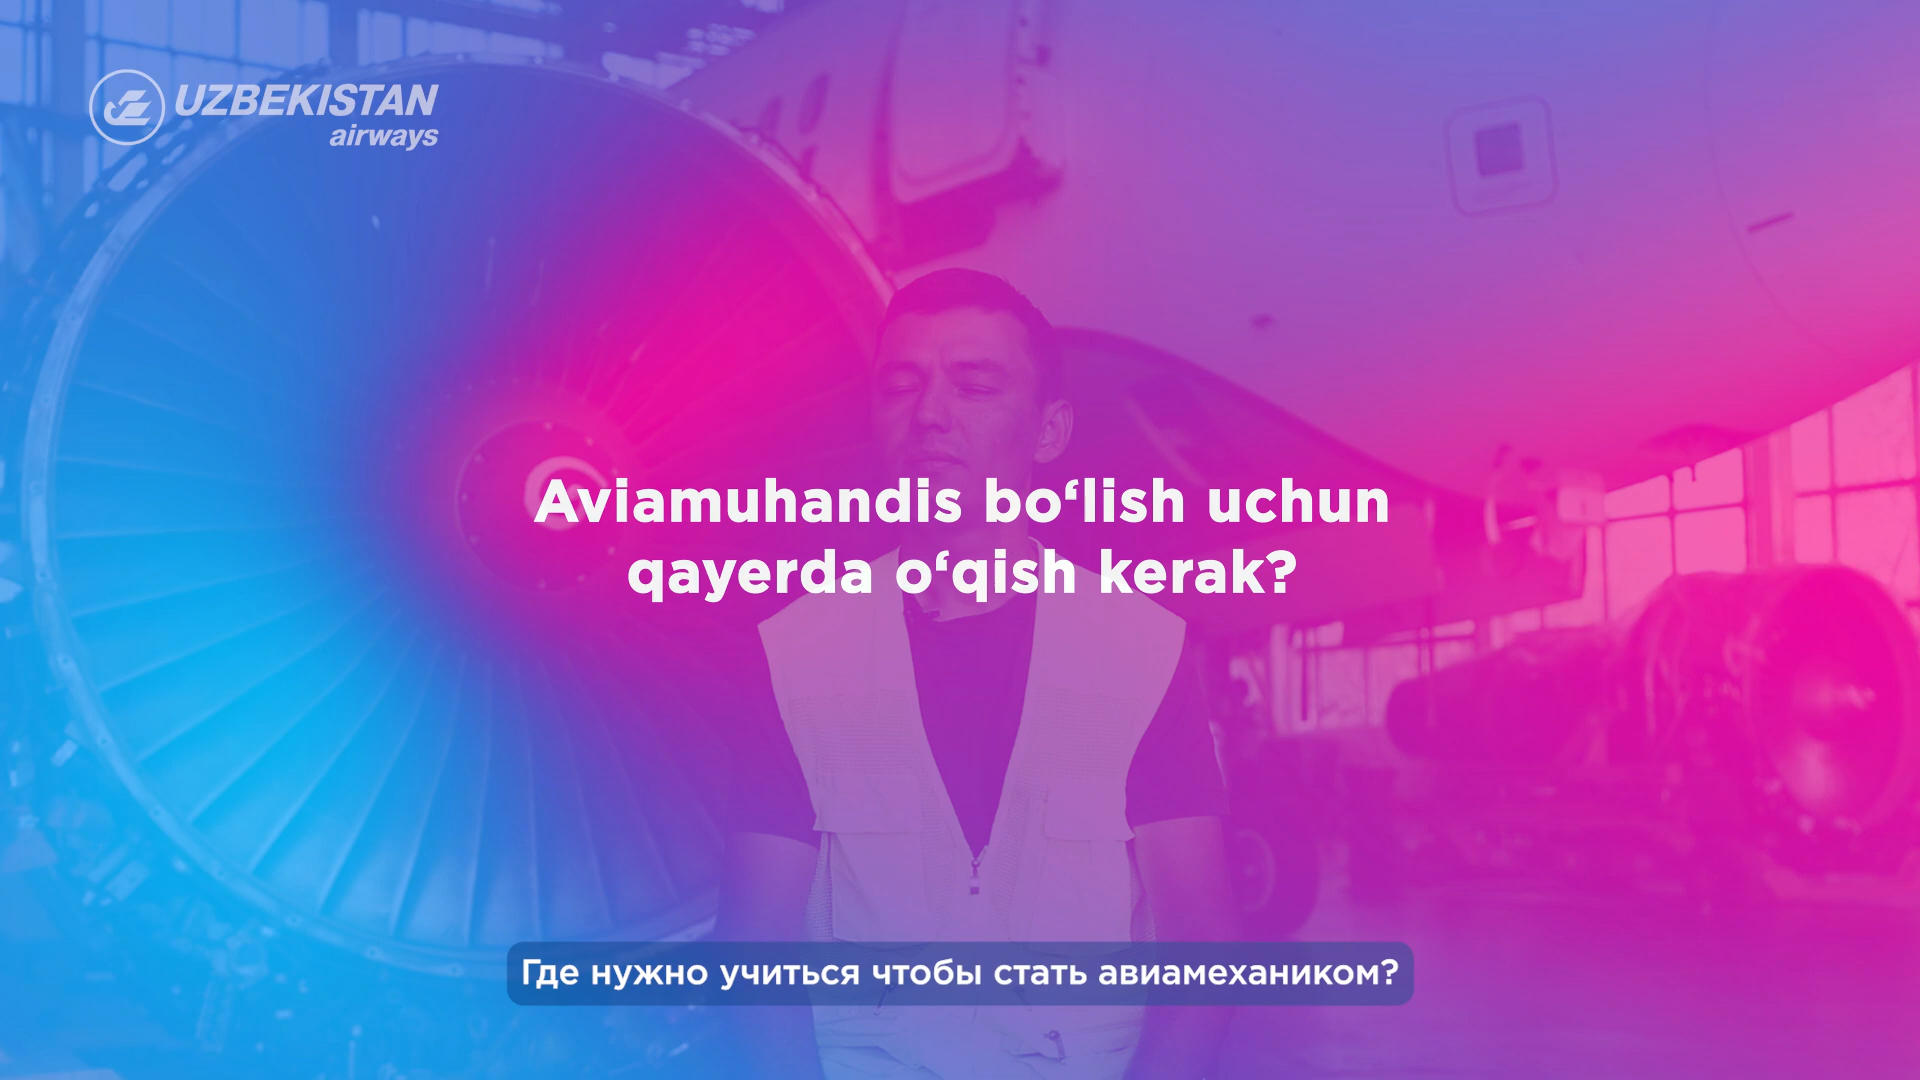 UZBEKISTAN
airways
Aviamuhandis bo‘lish uchun
qayerda o‘qish kerak?
Где нужно учиться чтобы стать авиамехаником?